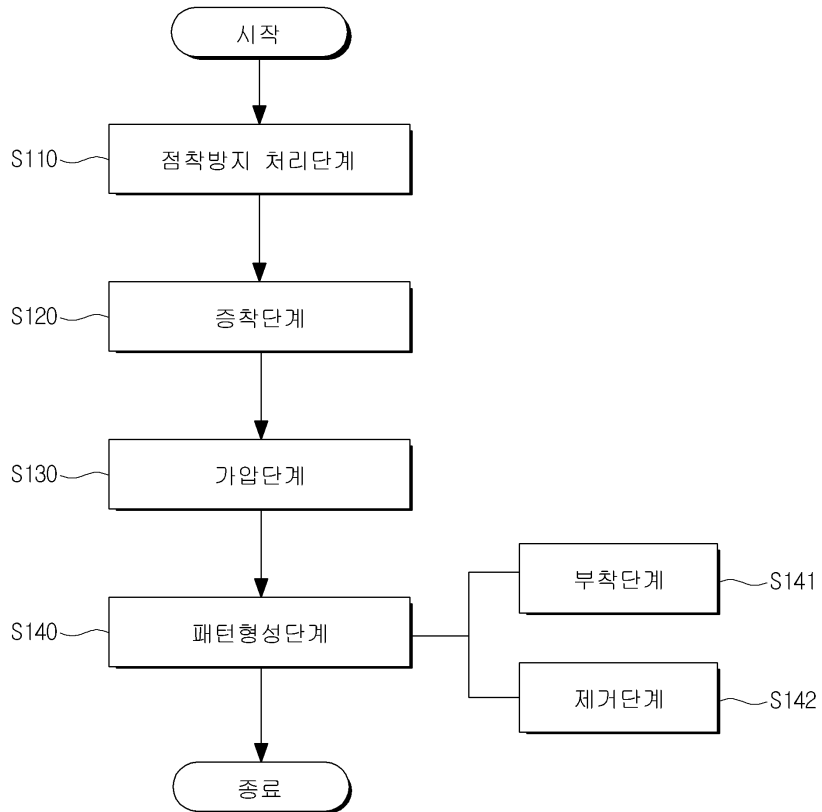 시작
S110
점착방지 처리단계
S120
증착단계
S130
가압단계
S140
패턴형성단계
부착단계
S141
제거단계
S142
종료